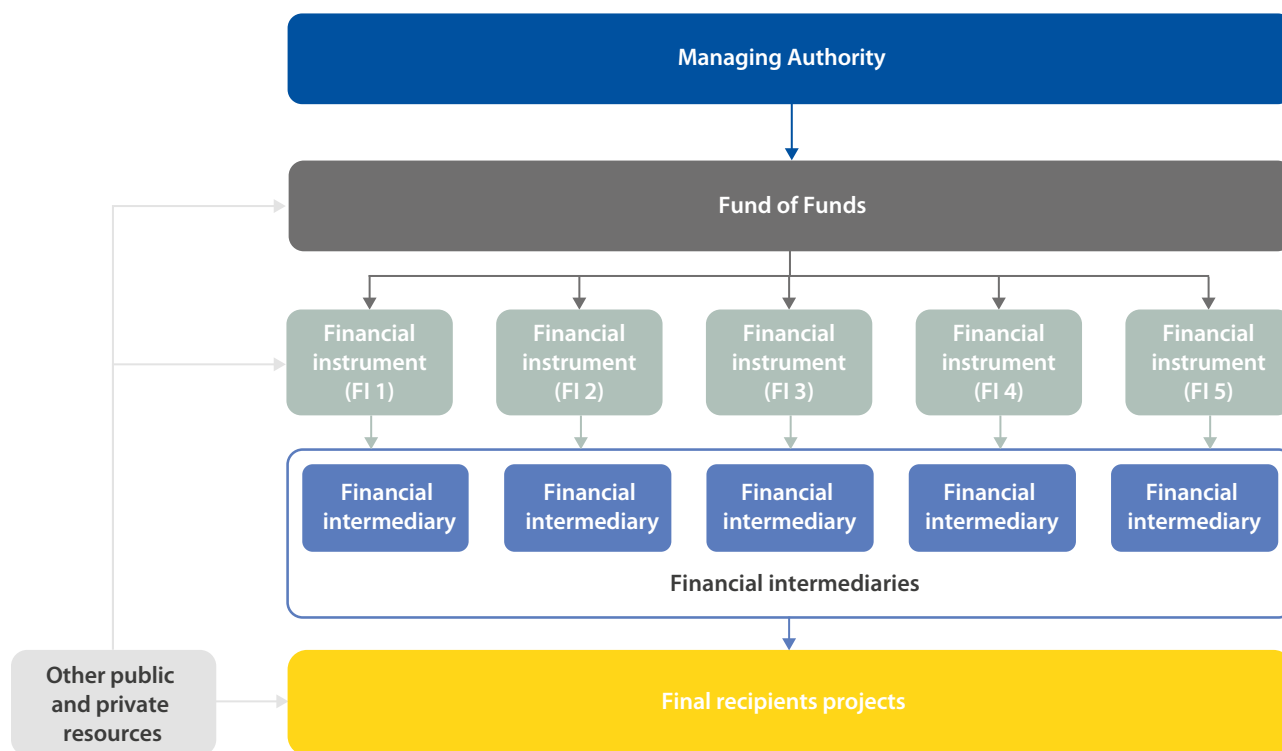 Managing Authority
Fund of Funds
Financial
instrument
(FI 1)
Financial
instrument
(FI 2)
Financial
instrument
(FI 3)
Financial
instrument
(FI 4)
Financial
instrument
(FI 5)
Financial
intermediary
Financial
intermediary
Financial
intermediary
Financial
intermediary
Financial
intermediary
Financial intermediaries
Other public
and private
resources
Final recipients projects